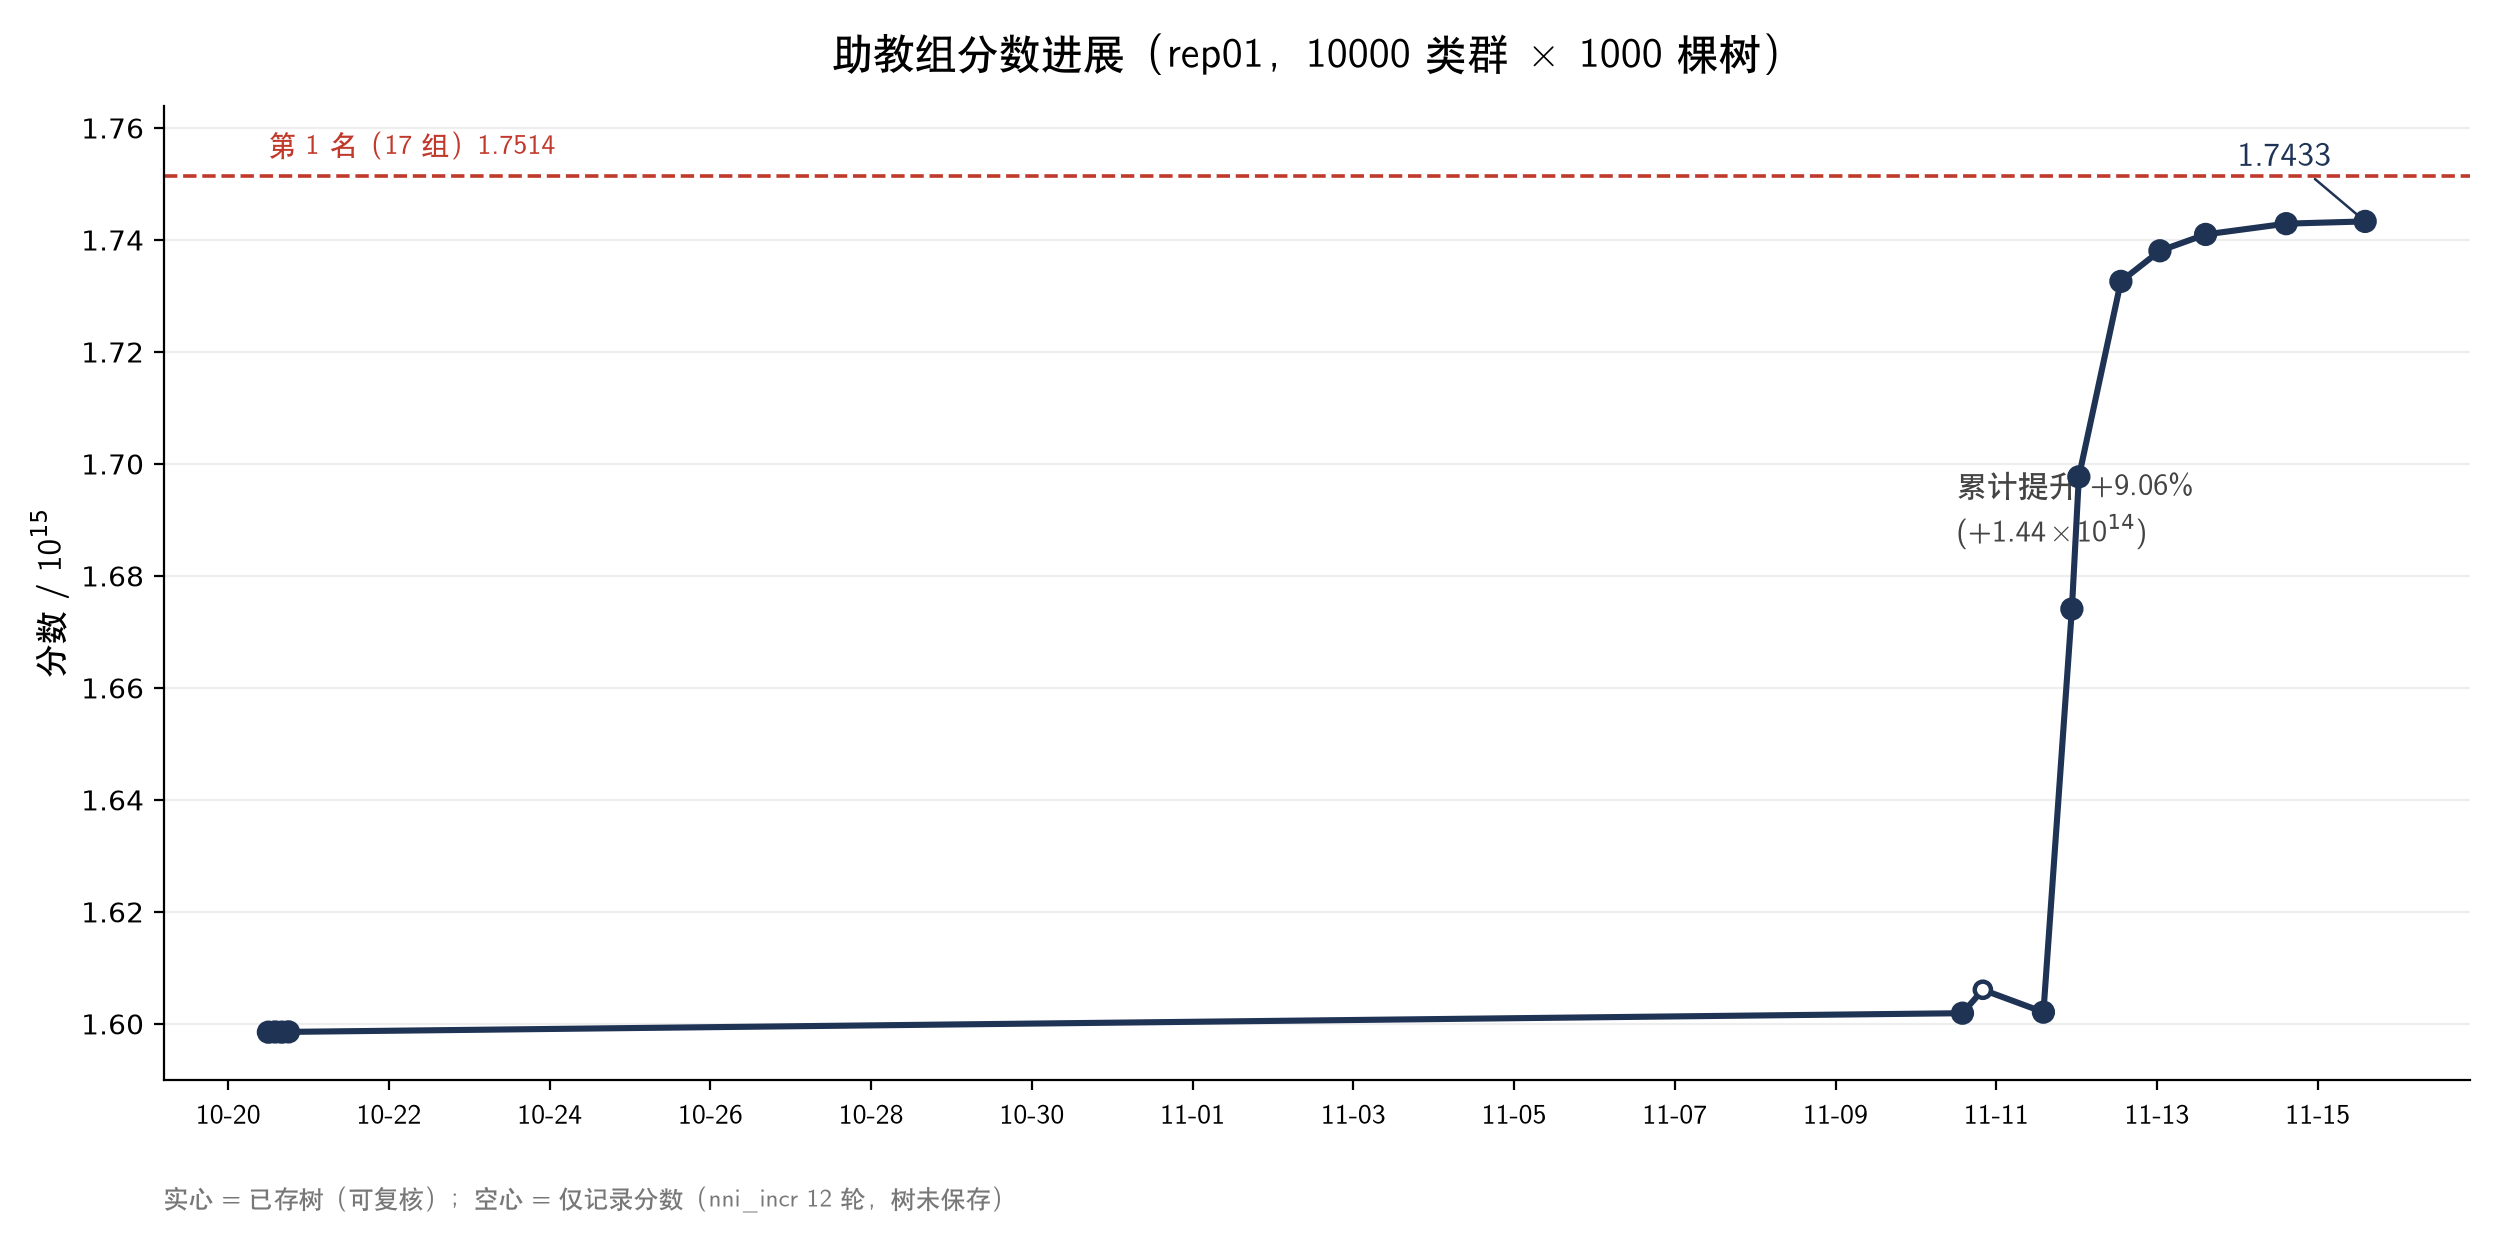 助教组分数进展 (rep01, 10000 类群 × 1000 棵树)
第 1 名 (17 组) 1.7514
1.7433
累计提升 +9.06%
(+1.44×10¹⁴)
分数 / 10¹⁵
1.76
1.74
1.72
1.70
1.68
1.66
1.64
1.62
1.60
10-20 10-22 10-24 10-26 10-28 10-30 11-01 11-03 11-05 11-07 11-09 11-11 11-13 11-15
实心 = 已存树 (可复核) ; 空心 = 仅记录分数 (nni_incr 12 轮, 树未保存)